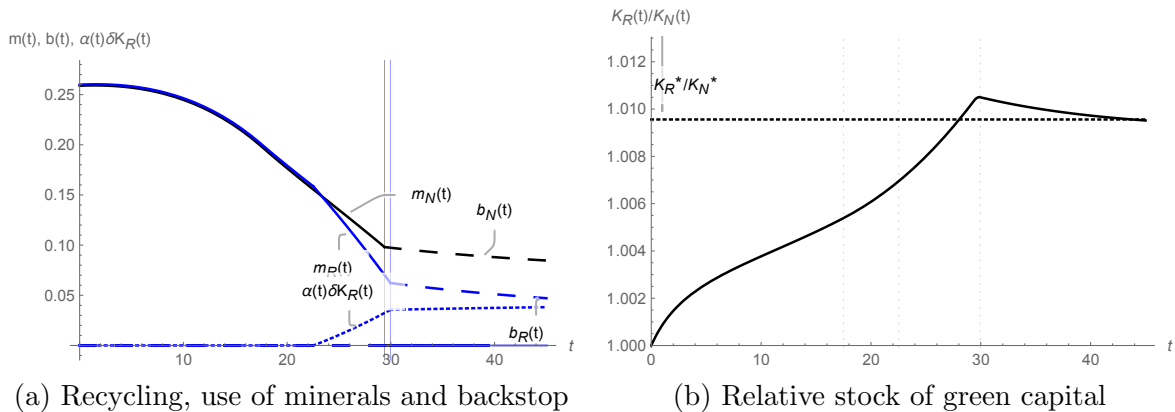 m(t), b(t), α(t)δK_R(t)
0.25
0.20
0.15
0.10
0.05
m_N(t)
b_N(t)
m_R(t)
α(t)δK_R(t)
b_R(t)
10
20
30
40
t
(a) Recycling, use of minerals and backstop
K_R(t)/K_N(t)
1.012
1.010
1.008
1.006
1.004
1.002
1.000
K_R*/K_N*
0
10
20
30
40
t
(b) Relative stock of green capital